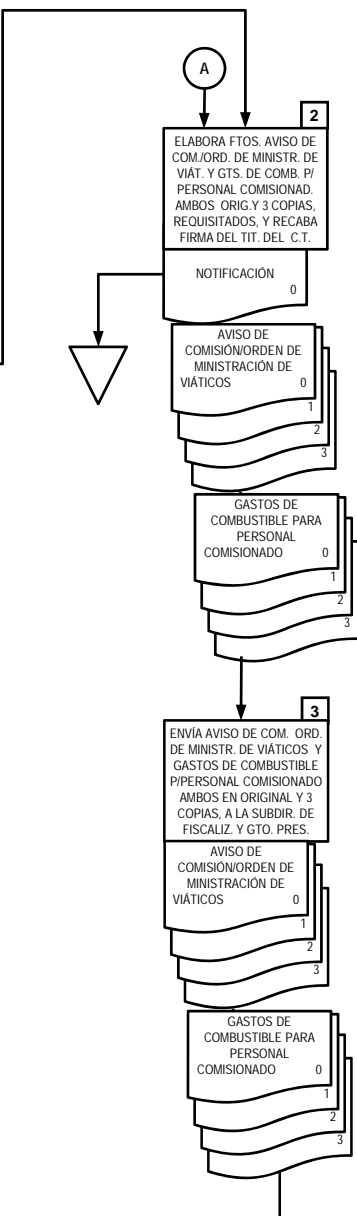 A
2
ELABORA FTOS. AVISO DE
COM./ORD. DE MINISTR. DE
VIÁT. Y GTS. DE COMB. P/
PERSONAL COMISIONAD.
AMBOS ORIG.Y 3 COPIAS,
REQUISITADOS, Y RECABA
FIRMA DEL TIT. DEL C.T.
NOTIFICACIÓN
0
AVISO DE
COMISIÓN/ORDEN DE
MINISTRACIÓN DE
VIÁTICOS 0
1
2
3
GASTOS DE
COMBUSTIBLE PARA
PERSONAL
COMISIONADO 0
1
2
3
3
ENVÍA AVISO DE COM. ORD.
DE MINISTR. DE VIÁTICOS Y
GASTOS DE COMBUSTIBLE
P/PERSONAL COMISIONADO
AMBOS EN ORIGINAL Y 3
COPIAS, A LA SUBDIR. DE
FISCALIZ. Y GTO. PRES.
AVISO DE
COMISIÓN/ORDEN DE
MINISTRACIÓN DE
VIÁTICOS 0
1
2
3
GASTOS DE
COMBUSTIBLE PARA
PERSONAL
COMISIONADO 0
1
2
3